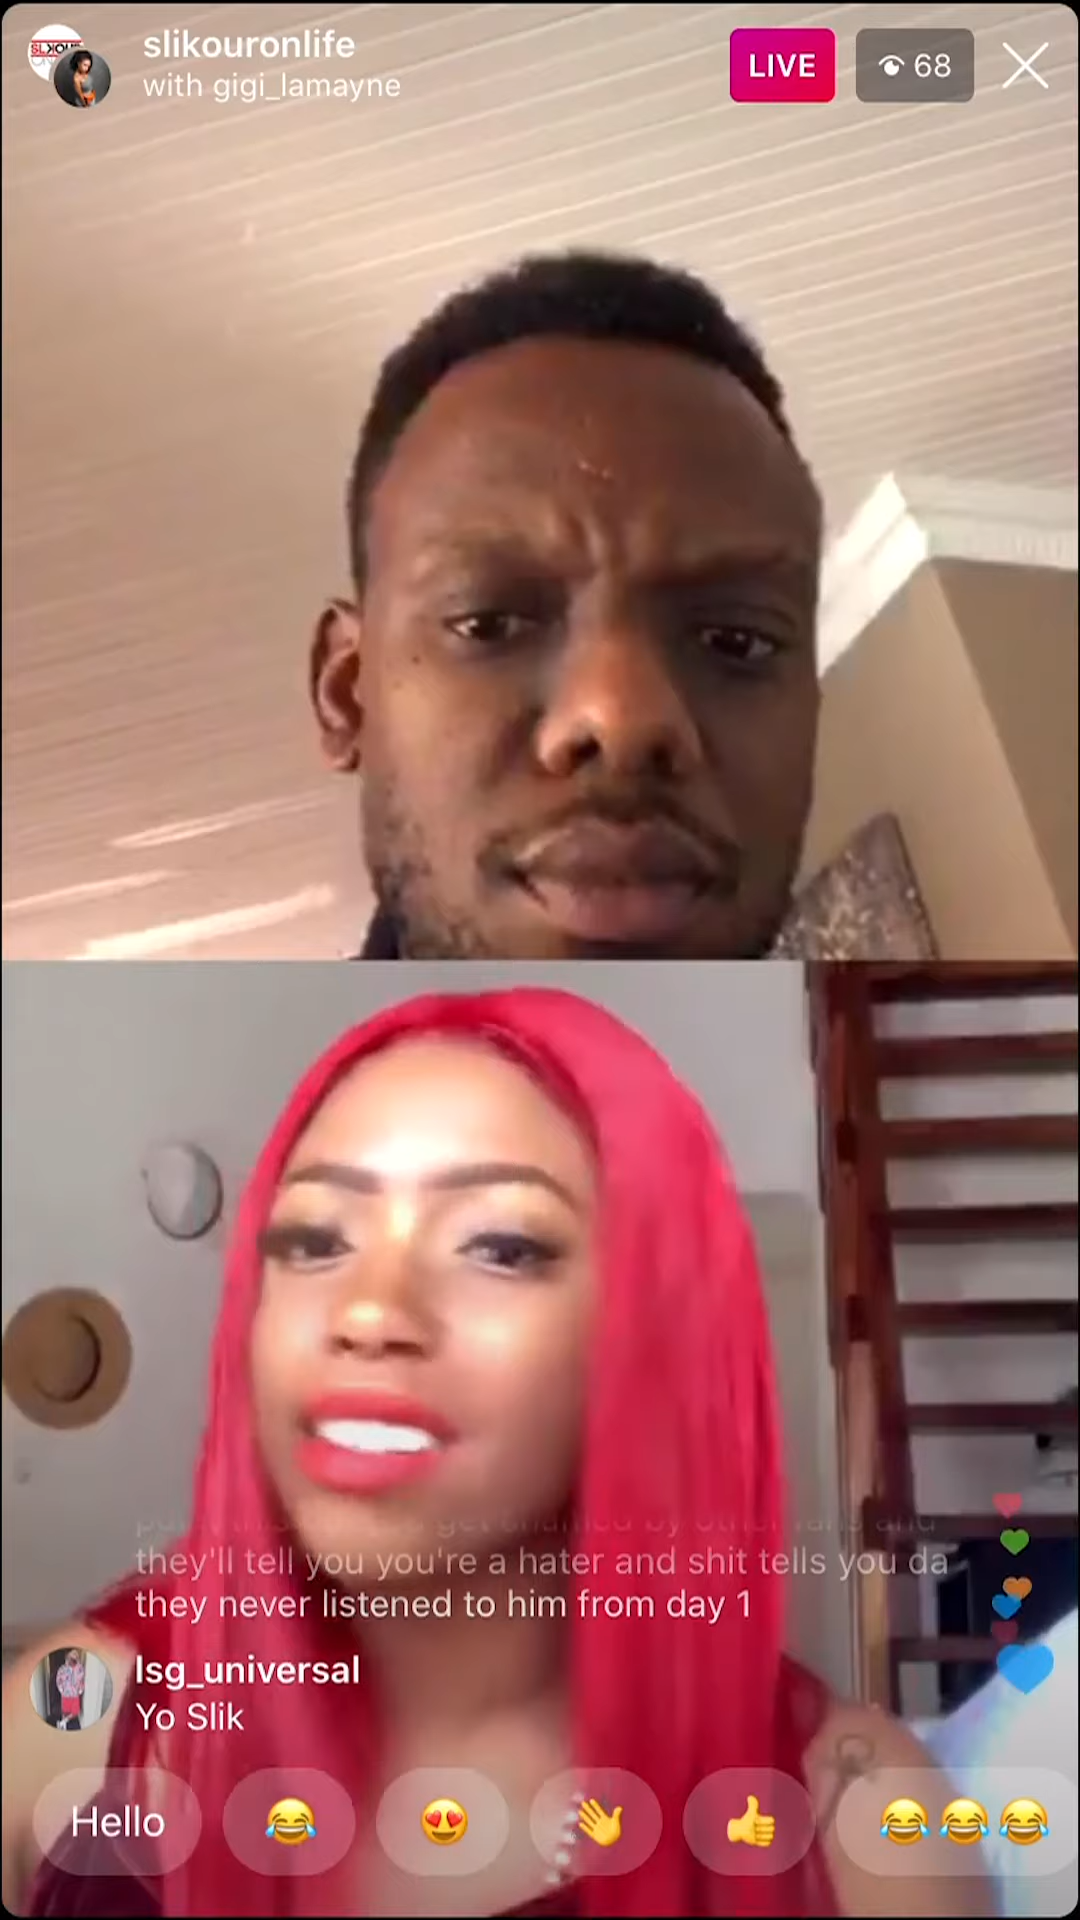 slikouronlife
with gigi_lamayne
LIVE
68
they'll tell you you're a hater and shit tells you da
they never listened to him from day 1
lsg_universal
Yo Slik
Hello